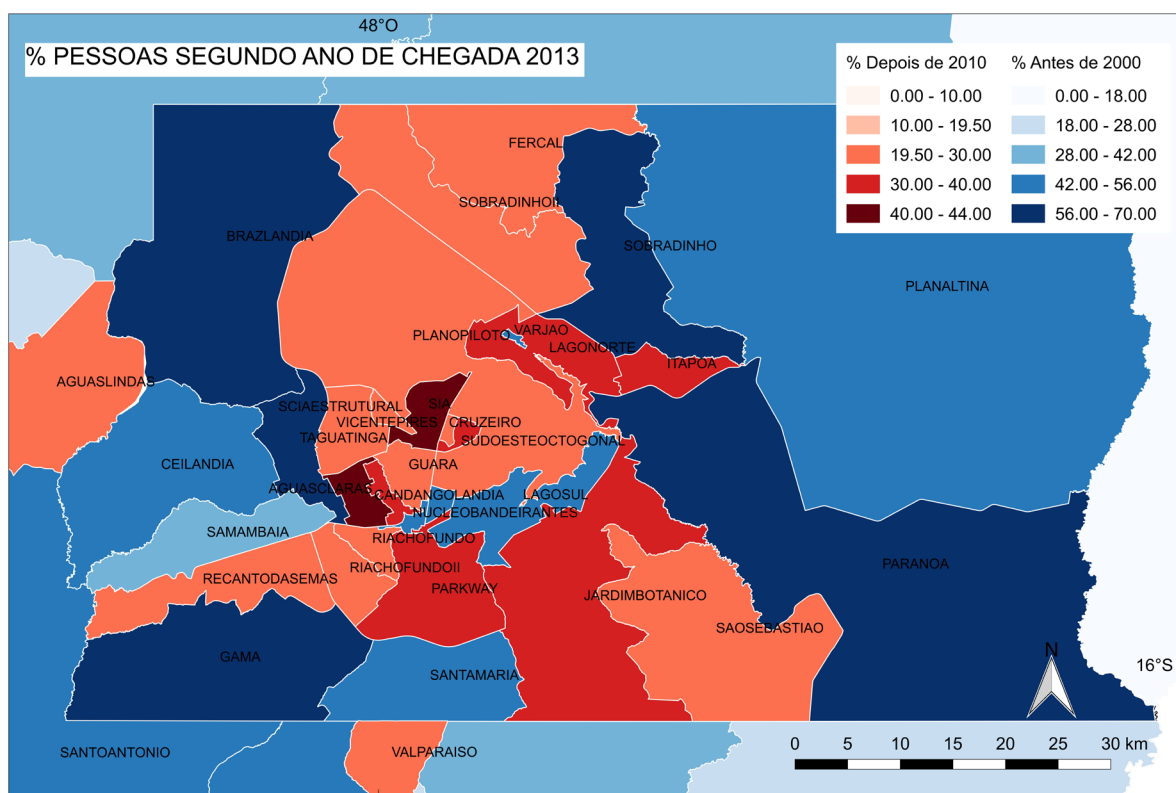 48°O
% PESSOAS SEGUNDO ANO DE CHEGADA 2013
% Depois de 2010
0.00 - 10.00
10.00 - 19.50
19.50 - 30.00
30.00 - 40.00
40.00 - 44.00
% Antes de 2000
0.00 - 18.00
18.00 - 28.00
28.00 - 42.00
42.00 - 56.00
56.00 - 70.00
FERCAL
SOBRADINHOII
BRAZLANDIA
SOBRADINHO
PLANALTINA
PLANOPILOTO
VARJAO
LAGONORTE
ITAPOA
AGUASLINDAS
SCIAESTRUTURAL
SIA
VICENTEPIRES
CRUZEIRO
TAGUATINGA
SUDOESTEOCTOGONAL
CEILANDIA
GUARA
AGUASCLARAS
CANDANGOLANDIA
LAGOSUL
NUCLEOBANDEIRANTES
SAMAMBAIA
RIACHOFUNDO
PARANOA
RIACHOFUNDOII
RECANTODASEMAS
PARKWAY
JARDIMBOTANICO
SAOSEBASTIAO
GAMA
N
16°S
SANTAMARIA
SANTOANTONIO
VALPARAISO
0 5 10 15 20 25 30 km